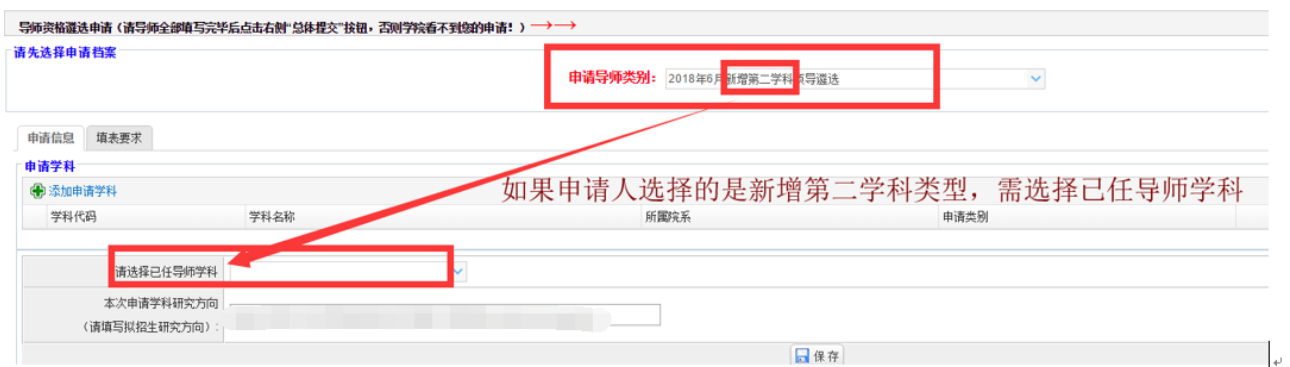 导师资格遴选申请（请导师全部填写完毕后点击右侧“总体提交”按钮，否则学院看不到您的申请！）→→
请先选择申请档案
申请导师类别： 2018年6月新增第二学科硕导遴选
申请信息 填表要求
申请学科
添加申请学科
如果申请人选择的是新增第二学科类型，需选择已任导师学科
学科代码 学科名称 所属院系 申请类别
请选择已任导师学科
本次申请学科研究方向
（请填写拟招生研究方向）:
保存